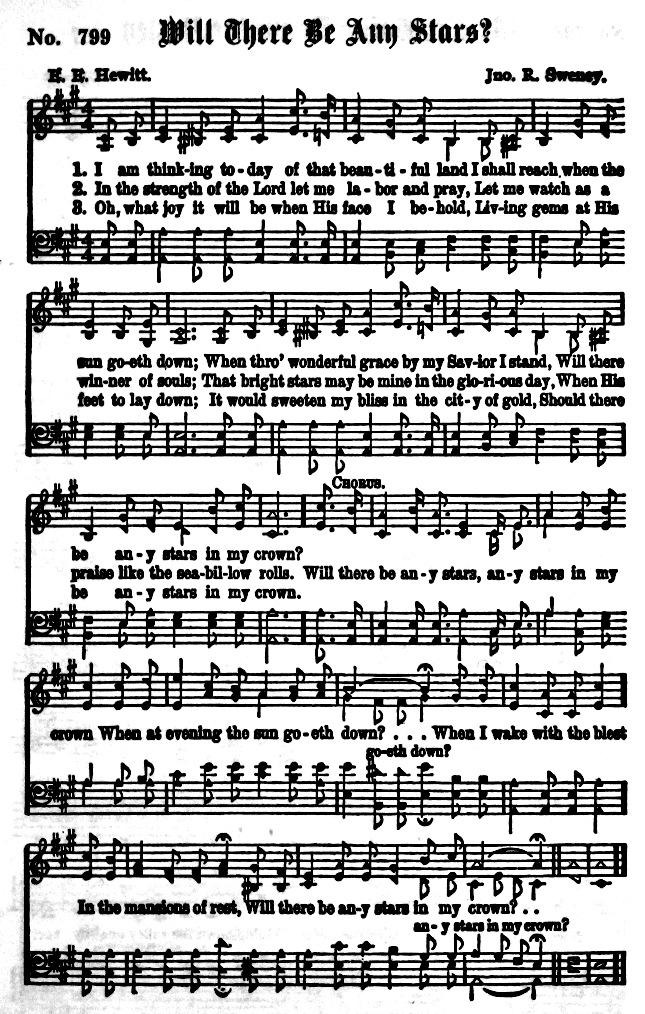 No. 799 Will There Be Any Stars?
E. E. Hewitt. Jno. R. Sweney.
1. I am think-ing to-day of that beau-ti-ful land I shall reach when the
2. In the strength of the Lord let me la-bor and pray, Let me watch as a
3. Oh, what joy it will be when His face I be-hold, Liv-ing gems at His
sun go-eth down; When thro' wonderful grace by my Sav-ior I stand, Will there
win-ner of souls; That bright stars may be mine in the glo-ri-ous day, When His
feet to lay down; It would sweeten my bliss in the cit-y of gold, Should there
CHORUS.
be an-y stars in my crown?
praise like the sea-bil-low rolls. Will there be an-y stars, an-y stars in my
be an-y stars in my crown.
crown When at evening the sun go-eth down? . . . When I wake with the blest
go-eth down?
In the mansions of rest, Will there be an-y stars in my crown? . .
an-y stars in my crown?